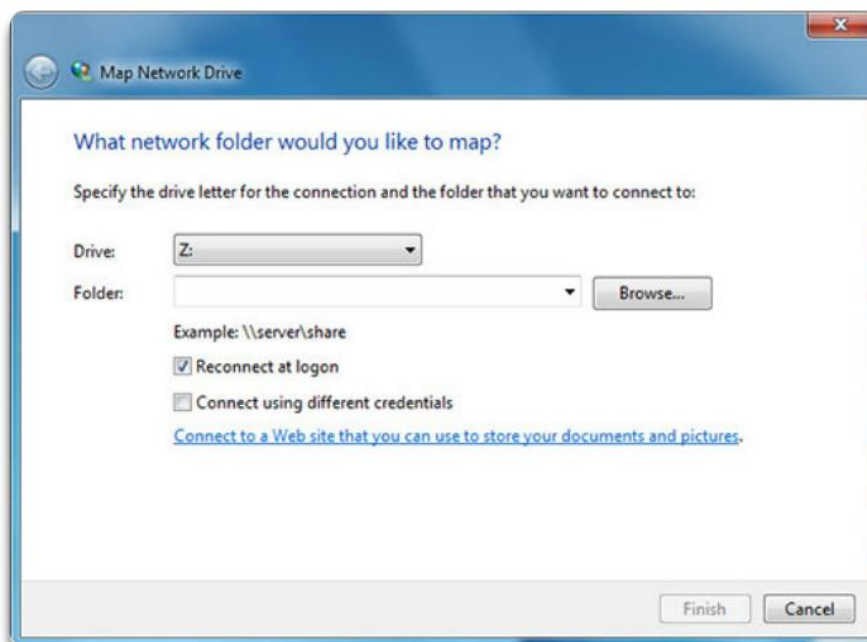 Map Network Drive
What network folder would you like to map?
Specify the drive letter for the connection and the folder that you want to connect to:
Drive: Z:
Folder: Browse...
Example: \\server\share
Reconnect at logon
Connect using different credentials
Connect to a Web site that you can use to store your documents and pictures.
Finish Cancel